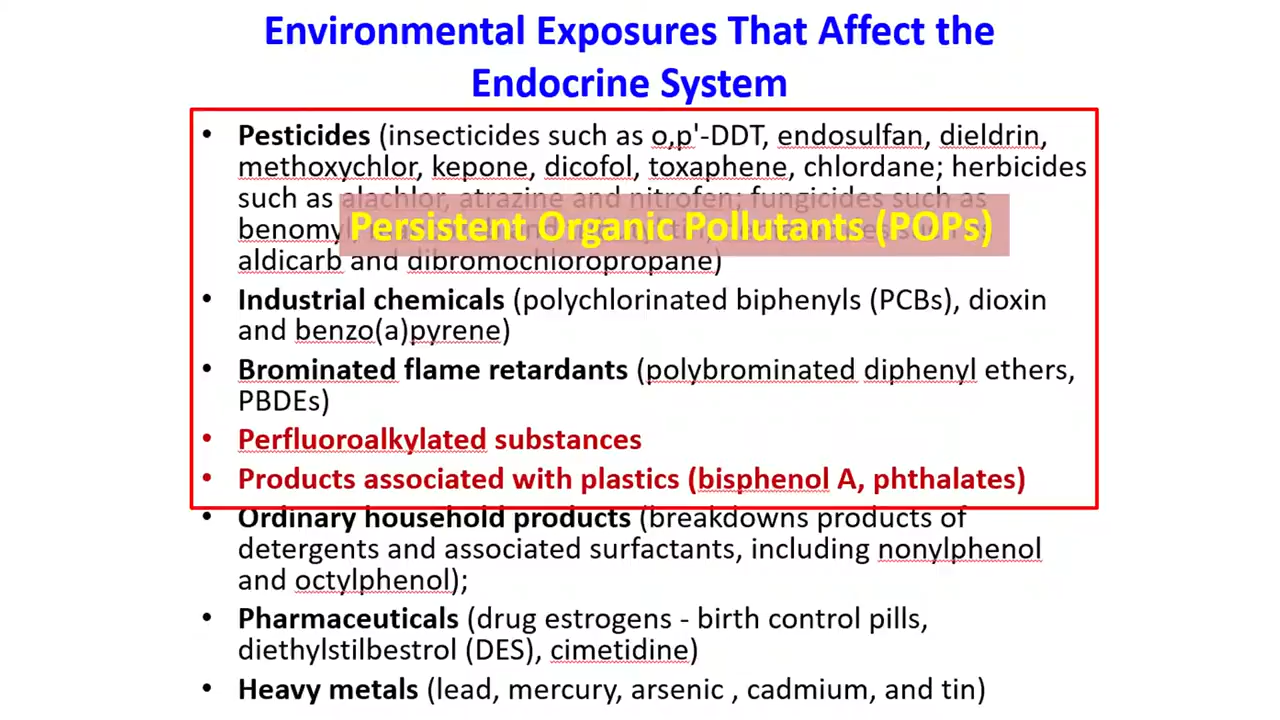 Environmental Exposures That Affect the
Endocrine System
• Pesticides (insecticides such as o,p'-DDT, endosulfan, dieldrin,
methoxychlor, kepone, dicofol, toxaphene, chlordane; herbicides
such as alachlor, atrazine and nitrofen; fungicides such as
Persistent Organic Pollutants (POPs)
benomyl
aldicarb and dibromochloropropane)
• Industrial chemicals (polychlorinated biphenyls (PCBs), dioxin
and benzo(a)pyrene)
• Brominated flame retardants (polybrominated diphenyl ethers,
PBDEs)
• Perfluoroalkylated substances
• Products associated with plastics (bisphenol A, phthalates)
• Ordinary household products (breakdowns products of
detergents and associated surfactants, including nonylphenol
and octylphenol);
• Pharmaceuticals (drug estrogens - birth control pills,
diethylstilbestrol (DES), cimetidine)
• Heavy metals (lead, mercury, arsenic , cadmium, and tin)